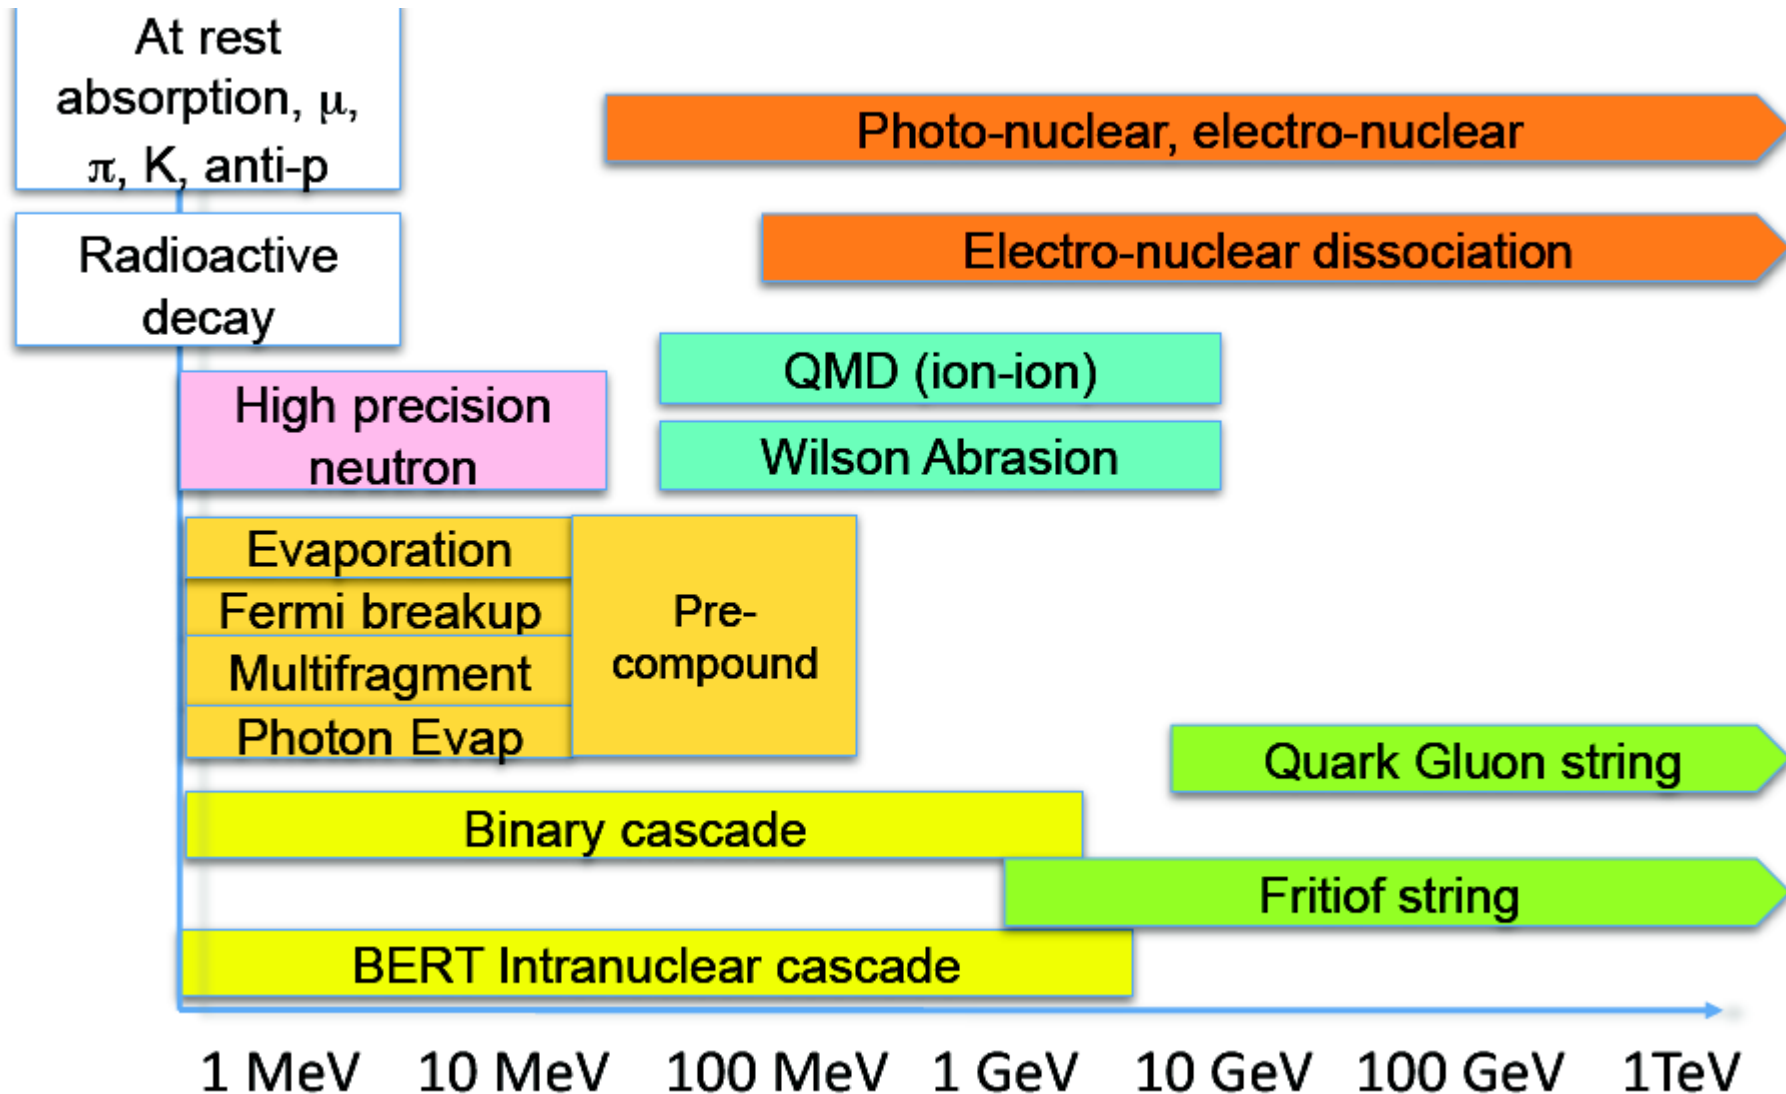 At rest
absorption, μ,
π, K, anti-p
Photo-nuclear, electro-nuclear
Radioactive
decay
Electro-nuclear dissociation
QMD (ion-ion)
High precision
neutron
Wilson Abrasion
Evaporation
Fermi breakup
Multifragment
Photon Evap
Pre-
compound
Quark Gluon string
Binary cascade
Fritiof string
BERT Intranuclear cascade
1 MeV 10 MeV 100 MeV 1 GeV 10 GeV 100 GeV 1TeV